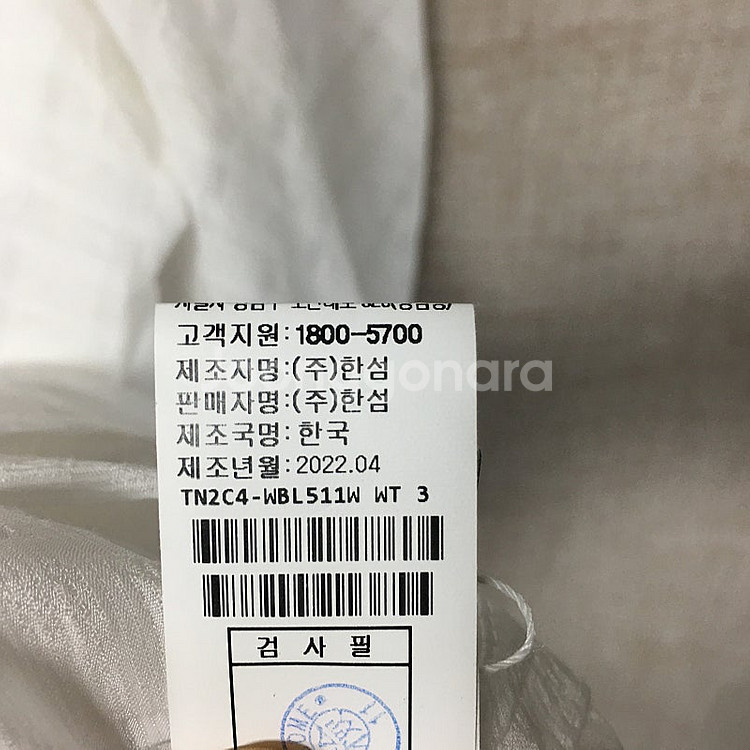 고객지원:1800-5700
제조자명:(주)한섬
판매자명:(주)한섬
제조국명:한국
제조년월:2022.04
TN2C4-WBL511W WT 3
검 사 필